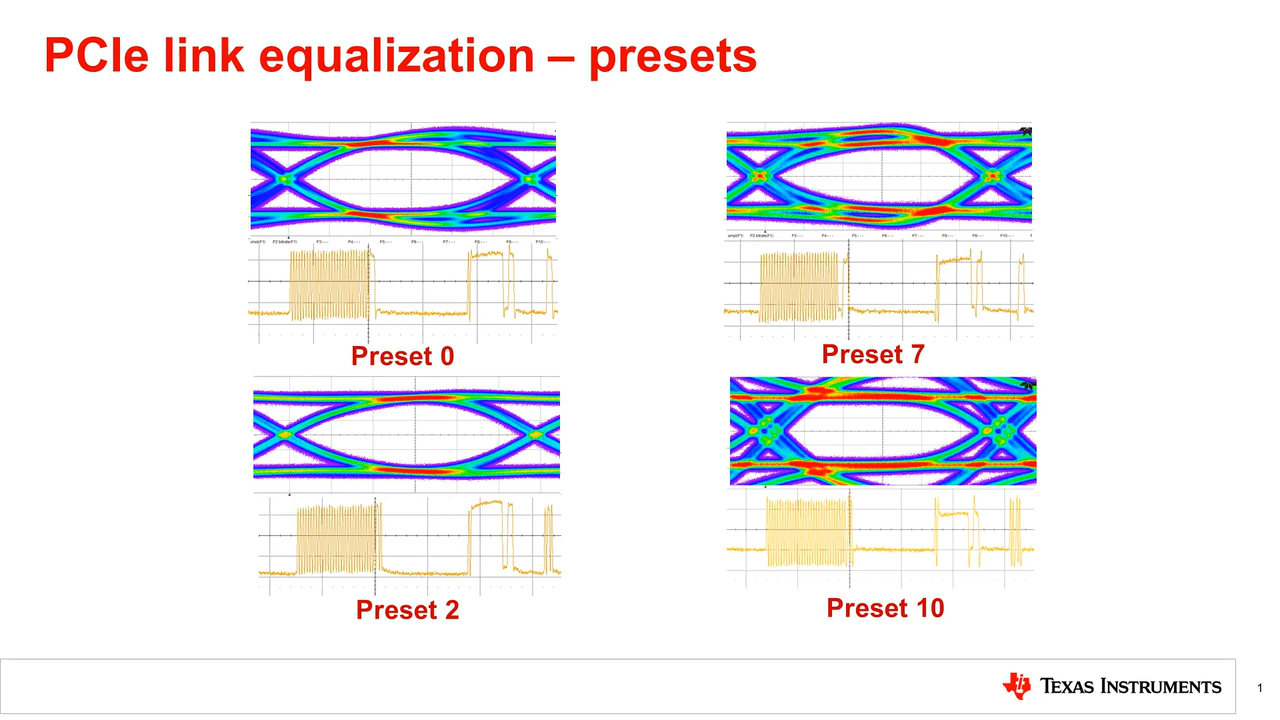 PCIe link equalization – presets
Preset 0
Preset 7
Preset 2
Preset 10
TEXAS INSTRUMENTS
1